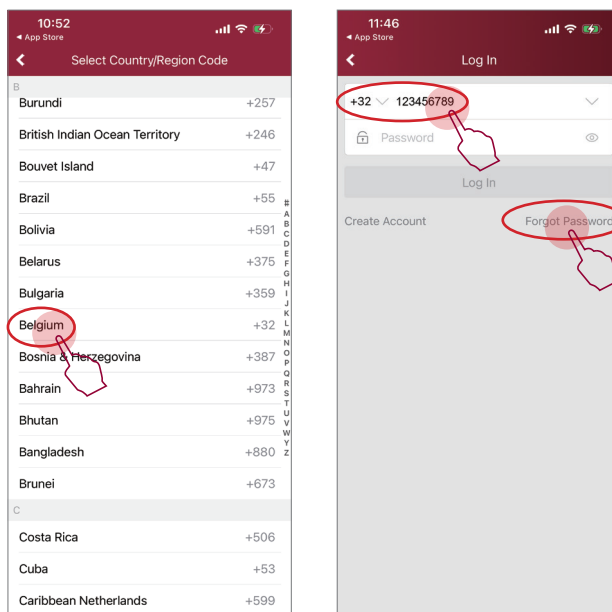 10:52
◄ App Store
Select Country/Region Code
B
Burundi +257
British Indian Ocean Territory +246
Bouvet Island +47
Brazil +55
Bolivia +591
Belarus +375
Bulgaria +359
Belgium +32
Bosnia & Herzegovina +387
Bahrain +973
Bhutan +975
Bangladesh +880
Brunei +673
C
Costa Rica +506
Cuba +53
Caribbean Netherlands +599
#
A
B
C
D
E
F
G
H
I
J
K
L
M
N
O
P
Q
R
S
T
U
V
W
Y
Z
11:46
◄ App Store
Log In
+32 123456789
Password
Log In
Create Account Forgot Password